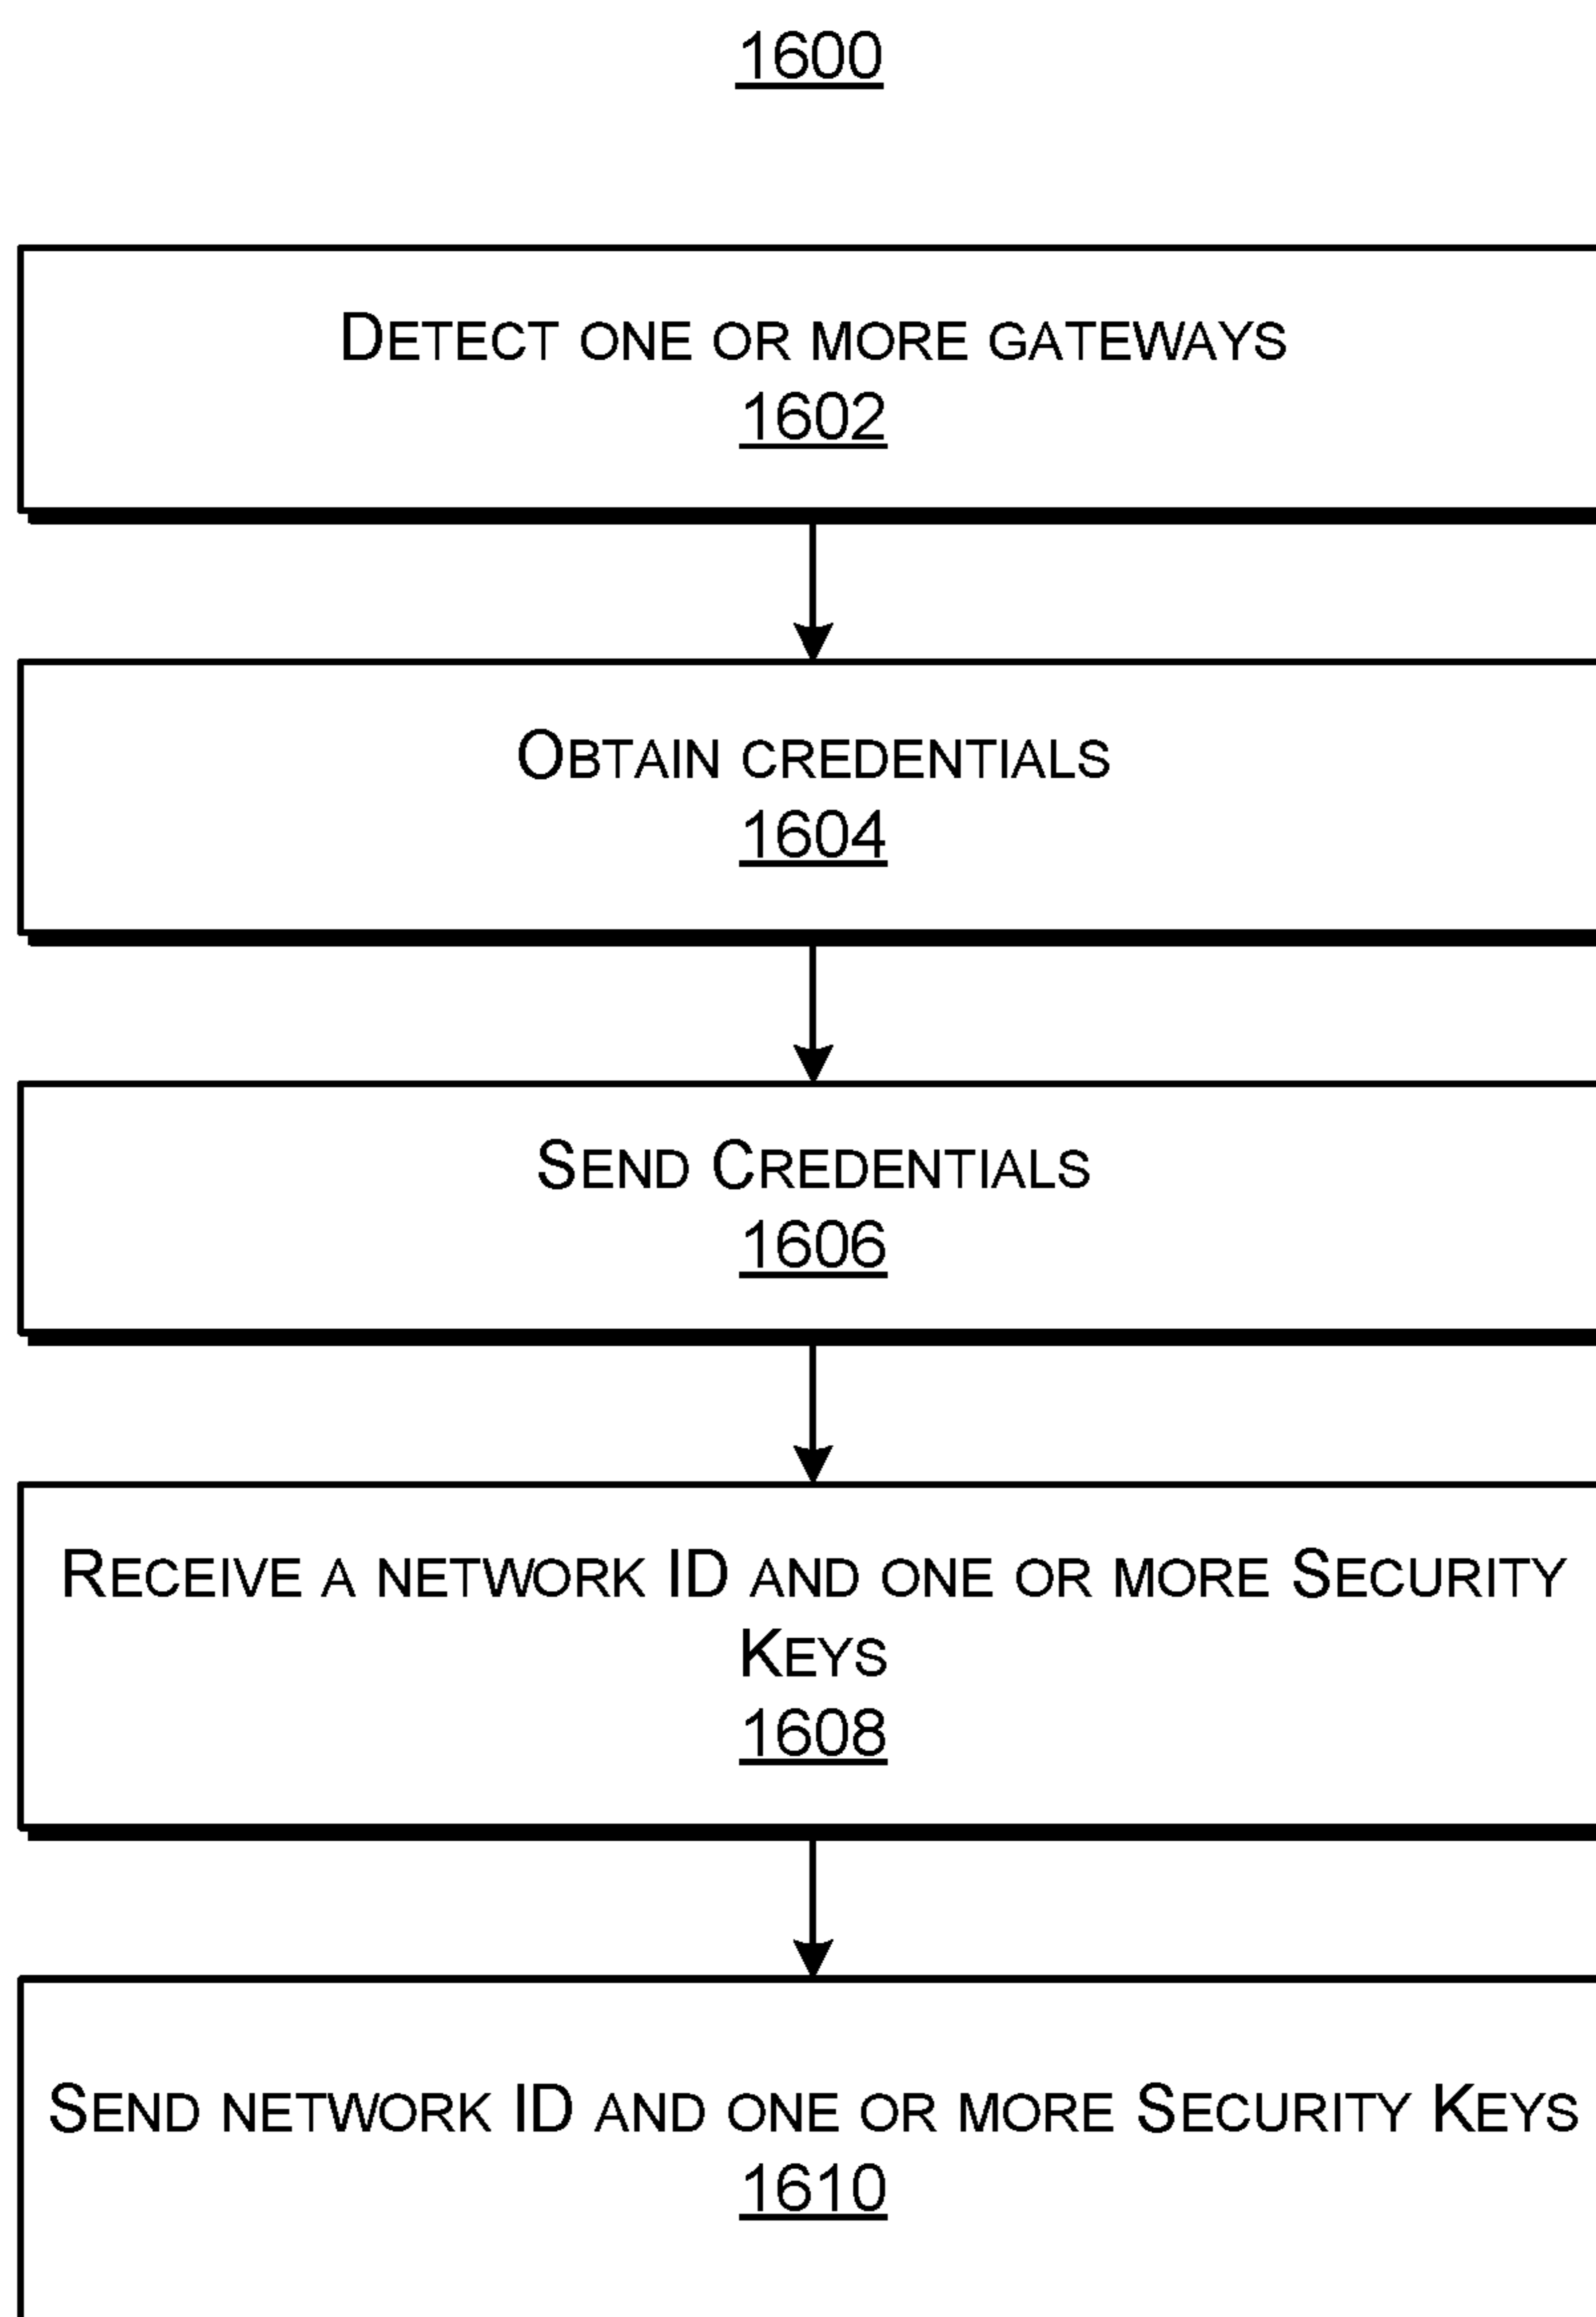 1600
DETECT ONE OR MORE GATEWAYS
1602
OBTAIN CREDENTIALS
1604
SEND CREDENTIALS
1606
RECEIVE A NETWORK ID AND ONE OR MORE SECURITY
KEYS
1608
SEND NETWORK ID AND ONE OR MORE SECURITY KEYS
1610